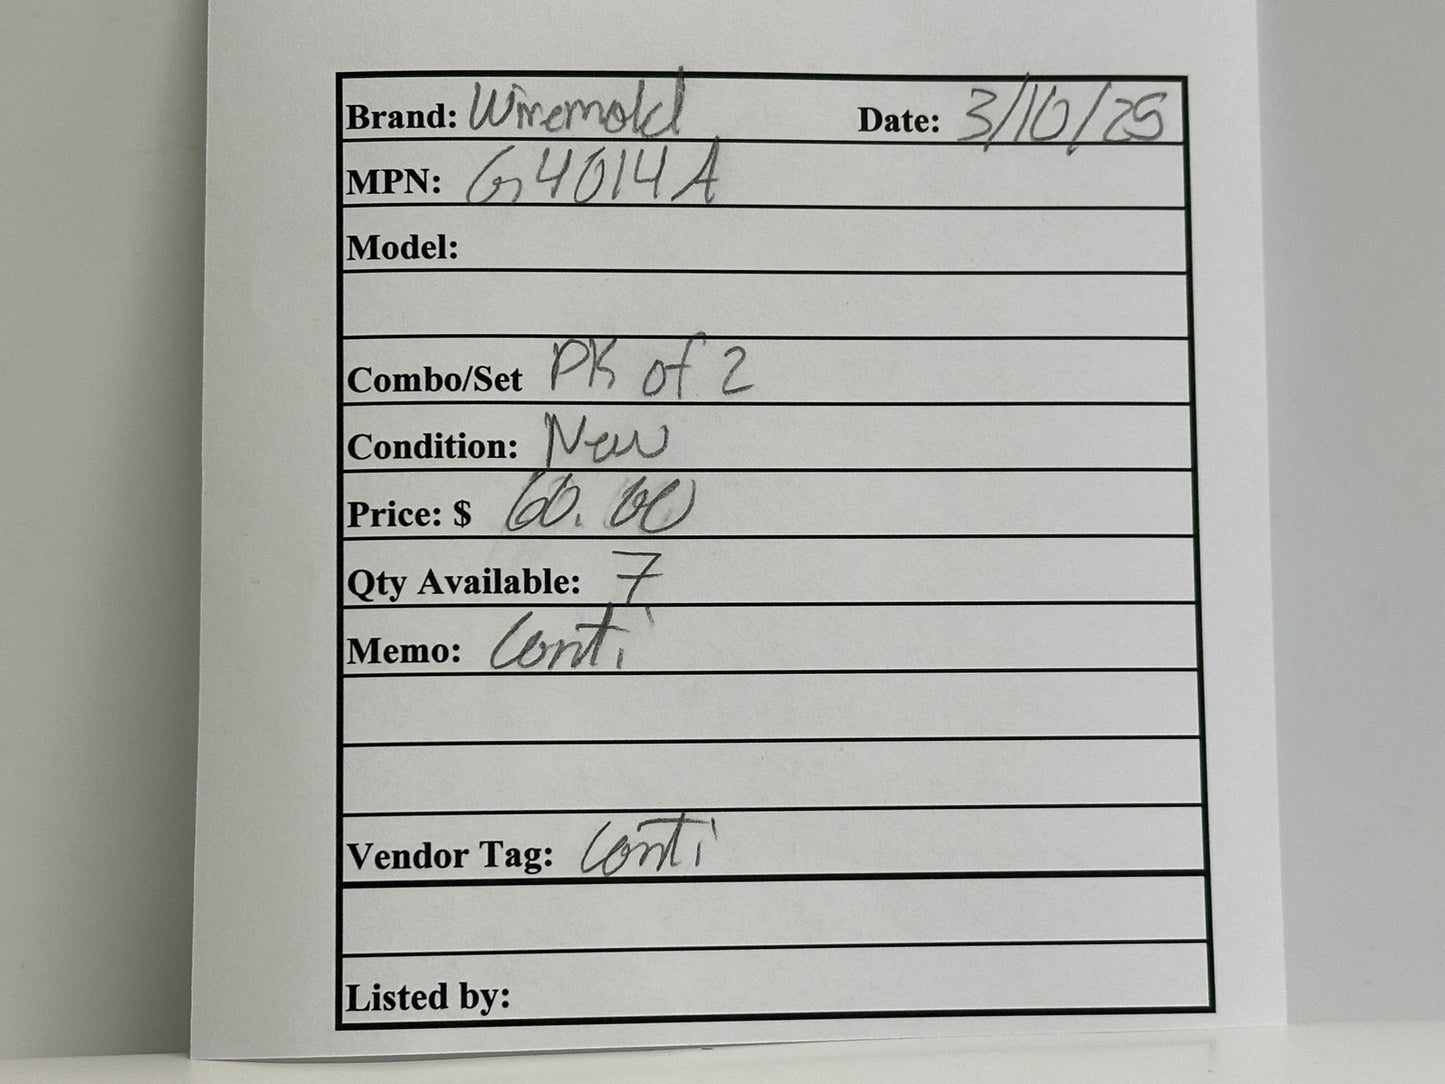 Brand: Wiremold Date: 3/10/25
MPN: G4014A
Model:
Combo/Set PK of 2
Condition: New
Price: $ 60.00
Qty Available: 7
Memo: Conti
Vendor Tag: Conti
Listed by: